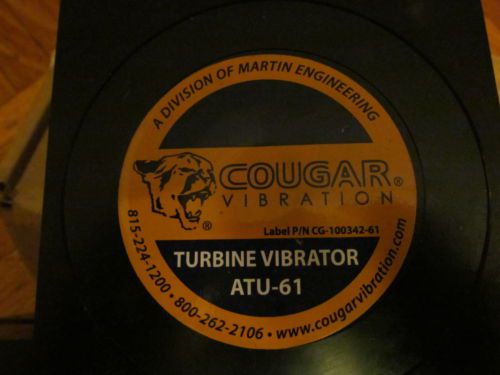 A DIVISION OF MARTIN ENGINEERING
COUGAR®
VIBRATION
®
Label P/N CG-100342-61
TURBINE VIBRATOR
ATU-61
815-224-1200 • 800-262-2106 • www.cougarvibration.com